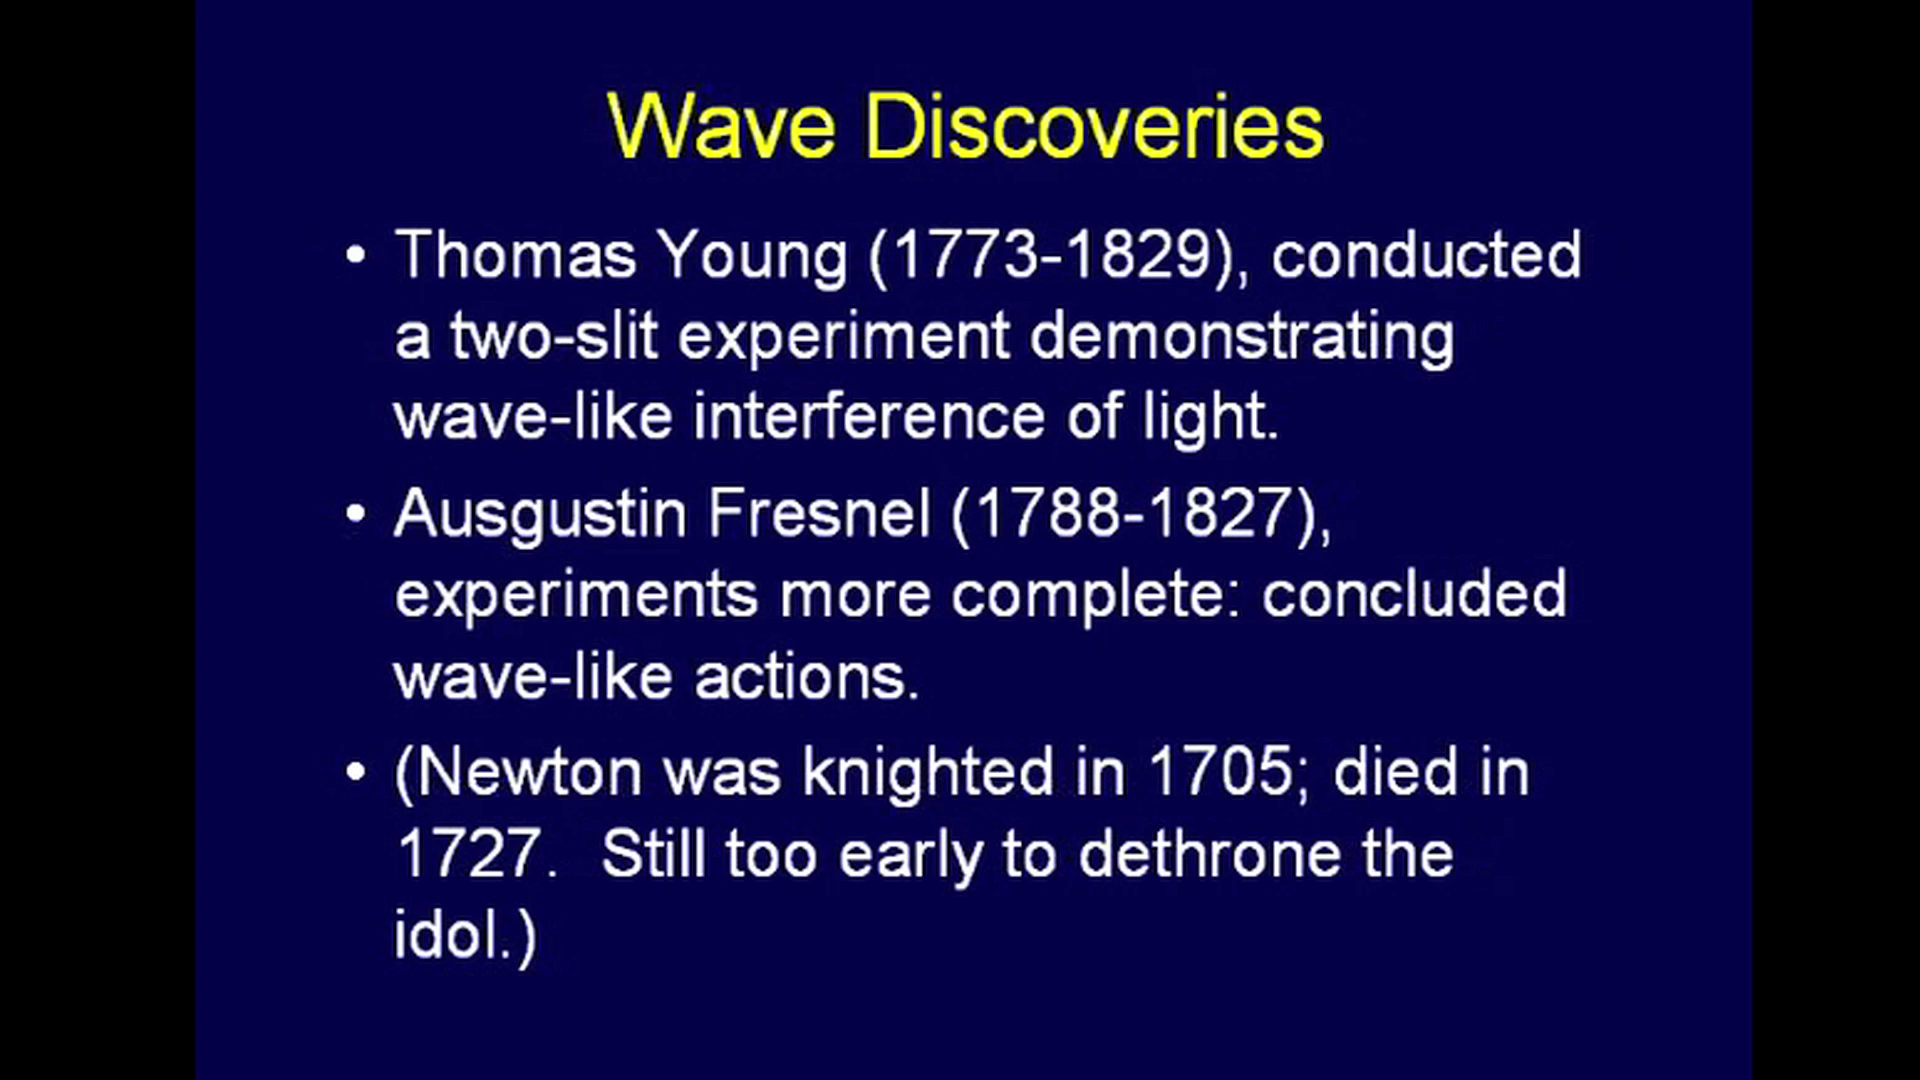 Wave Discoveries
• Thomas Young (1773-1829), conducted
a two-slit experiment demonstrating
wave-like interference of light.
• Ausgustin Fresnel (1788-1827),
experiments more complete: concluded
wave-like actions.
• (Newton was knighted in 1705; died in
1727.  Still too early to dethrone the
idol.)